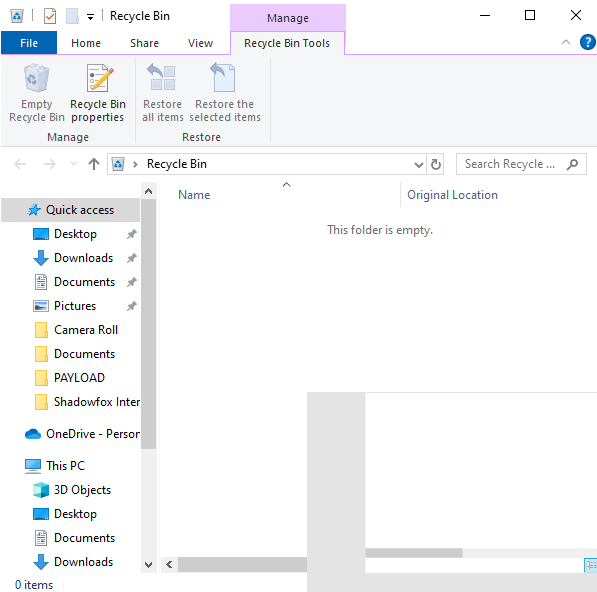 Recycle Bin
Manage
File Home Share View Recycle Bin Tools
?
Empty Recycle Bin
Recycle Bin properties
Restore all items
Restore the selected items
Manage
Restore
Recycle Bin
Search Recycle ...
Name
Original Location
This folder is empty.
Quick access
Desktop
Downloads
Documents
Pictures
Camera Roll
Documents
PAYLOAD
Shadowfox Inter
OneDrive - Person
This PC
3D Objects
Desktop
Documents
Downloads
0 items